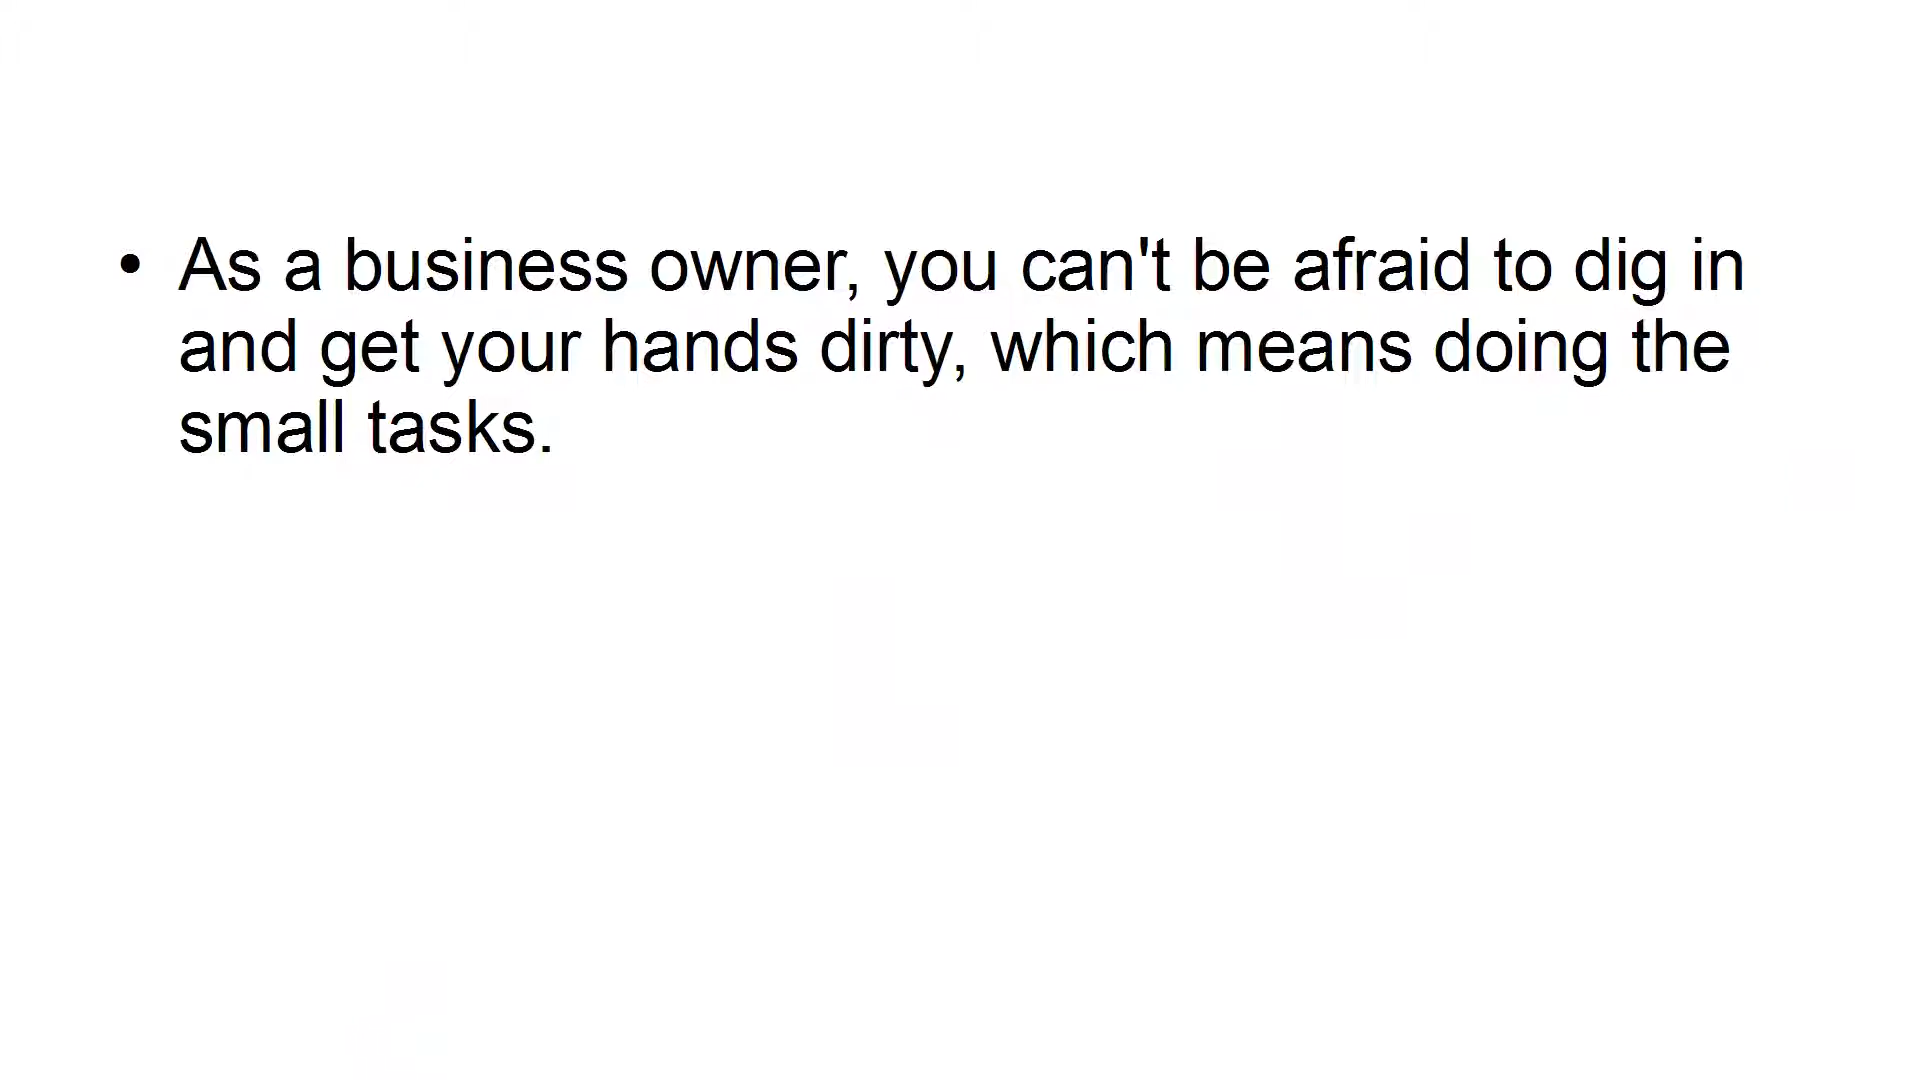 • As a business owner, you can't be afraid to dig in
and get your hands dirty, which means doing the
small tasks.